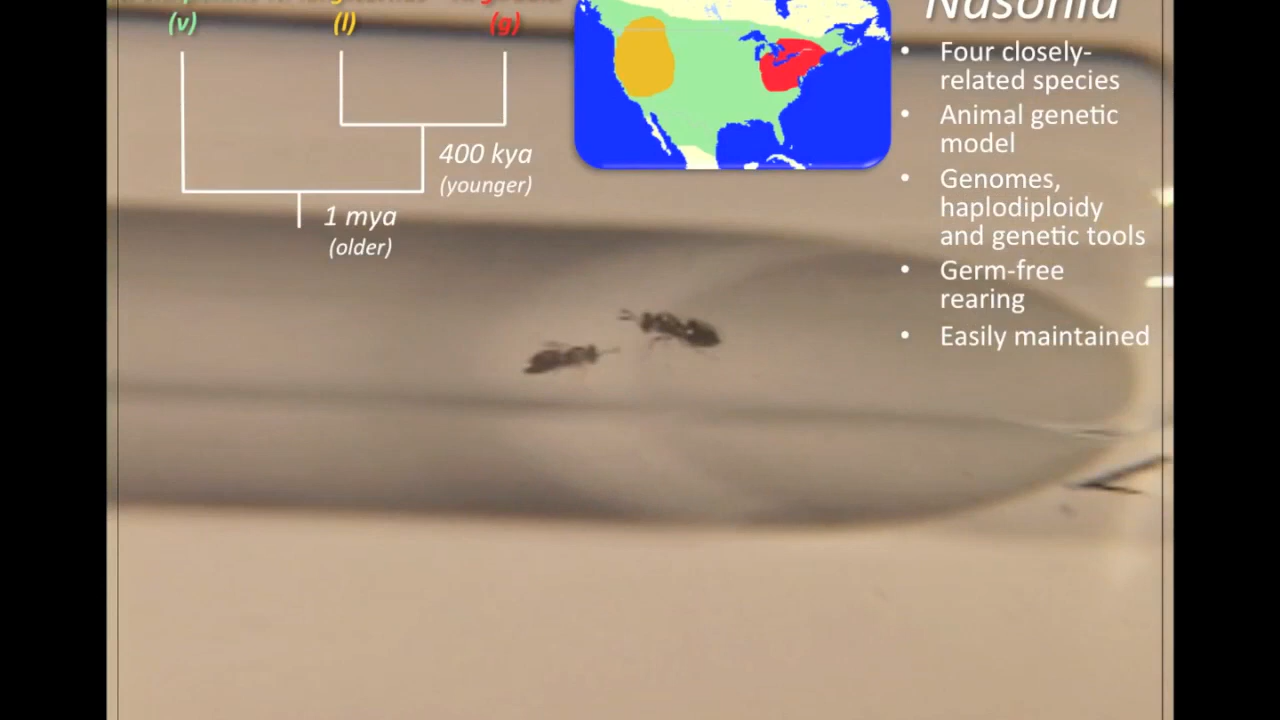 (v) (l) (g)
400 kya
(younger)
1 mya
(older)
Nasonia
• Four closely-
related species
• Animal genetic
model
• Genomes,
haplodiploidy
and genetic tools
• Germ-free
rearing
• Easily maintained